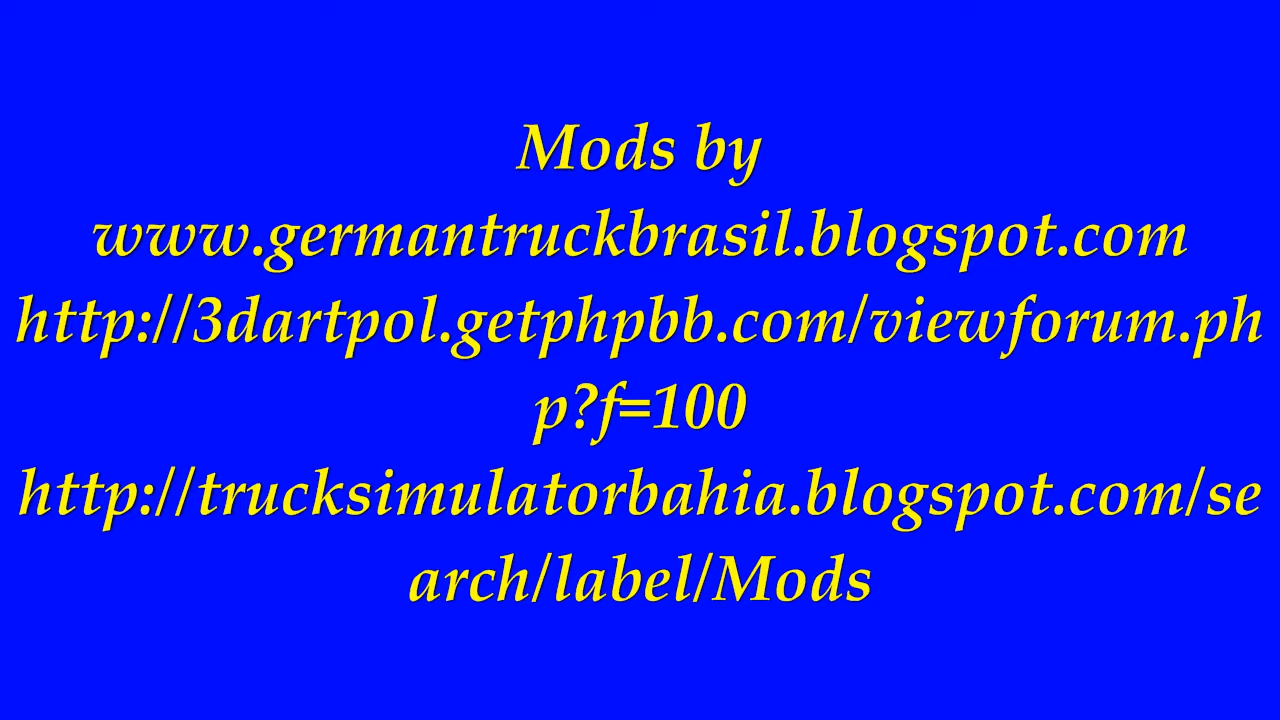 Mods by
www.germantruckbrasil.blogspot.com
http://3dartpol.getphpbb.com/viewforum.ph
p?f=100
http://trucksimulatorbahia.blogspot.com/se
arch/label/Mods